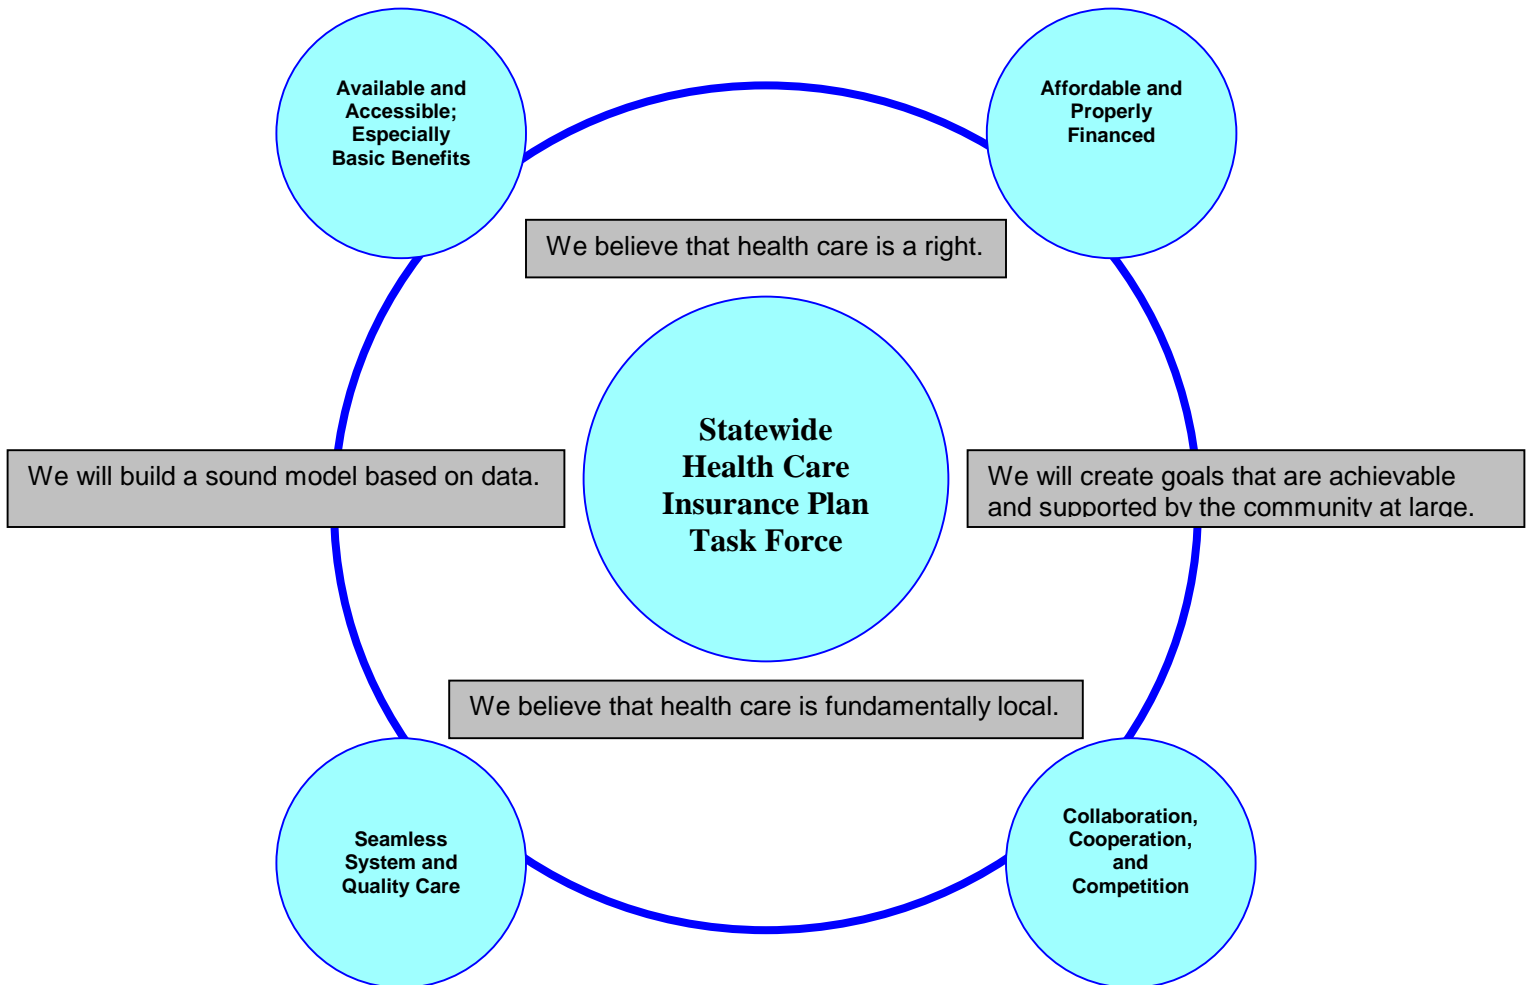 Available and
Accessible;
Especially
Basic Benefits
Affordable and
Properly
Financed
We believe that health care is a right.
Statewide
Health Care
Insurance Plan
Task Force
We will build a sound model based on data.
We will create goals that are achievable
and supported by the community at large.
We believe that health care is fundamentally local.
Seamless
System and
Quality Care
Collaboration,
Cooperation,
and
Competition